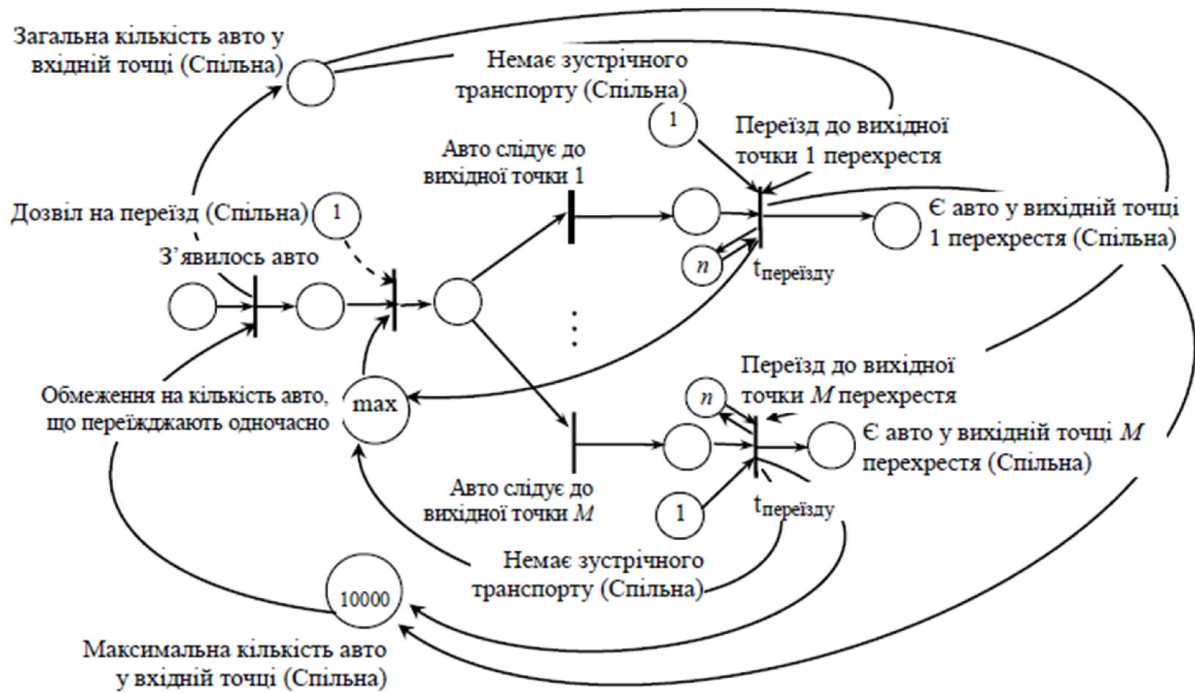 Загальна кількість авто у
вхідній точці (Спільна)
Немає зустрічного
транспорту (Спільна)
1
Переїзд до вихідної
точки 1 перехрестя
Авто слідує до
вихідної точки 1
Дозвіл на переїзд (Спільна)
1
Є авто у вихідній точці
1 перехрестя (Спільна)
З’явилось авто
n
tпереїзду
Обмеження на кількість авто,
що переїжджають одночасно
max
Переїзд до вихідної
точки M перехрестя
n
Є авто у вихідній точці M
перехрестя (Спільна)
Авто слідує до
вихідної точки M
1
tпереїзду
Немає зустрічного
транспорту (Спільна)
10000
Максимальна кількість авто
у вхідній точці (Спільна)